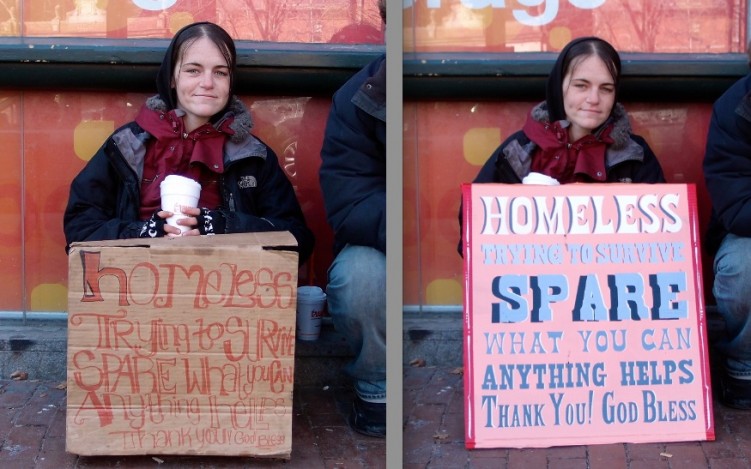 Homeless
Trying to Survive
SPARE What you CAN
Anything Helps
Thank you! God Bless
HOMELESS
TRYING TO SURVIVE
SPARE
WHAT YOU CAN
ANYTHING HELPS
THANK YOU! GOD BLESS